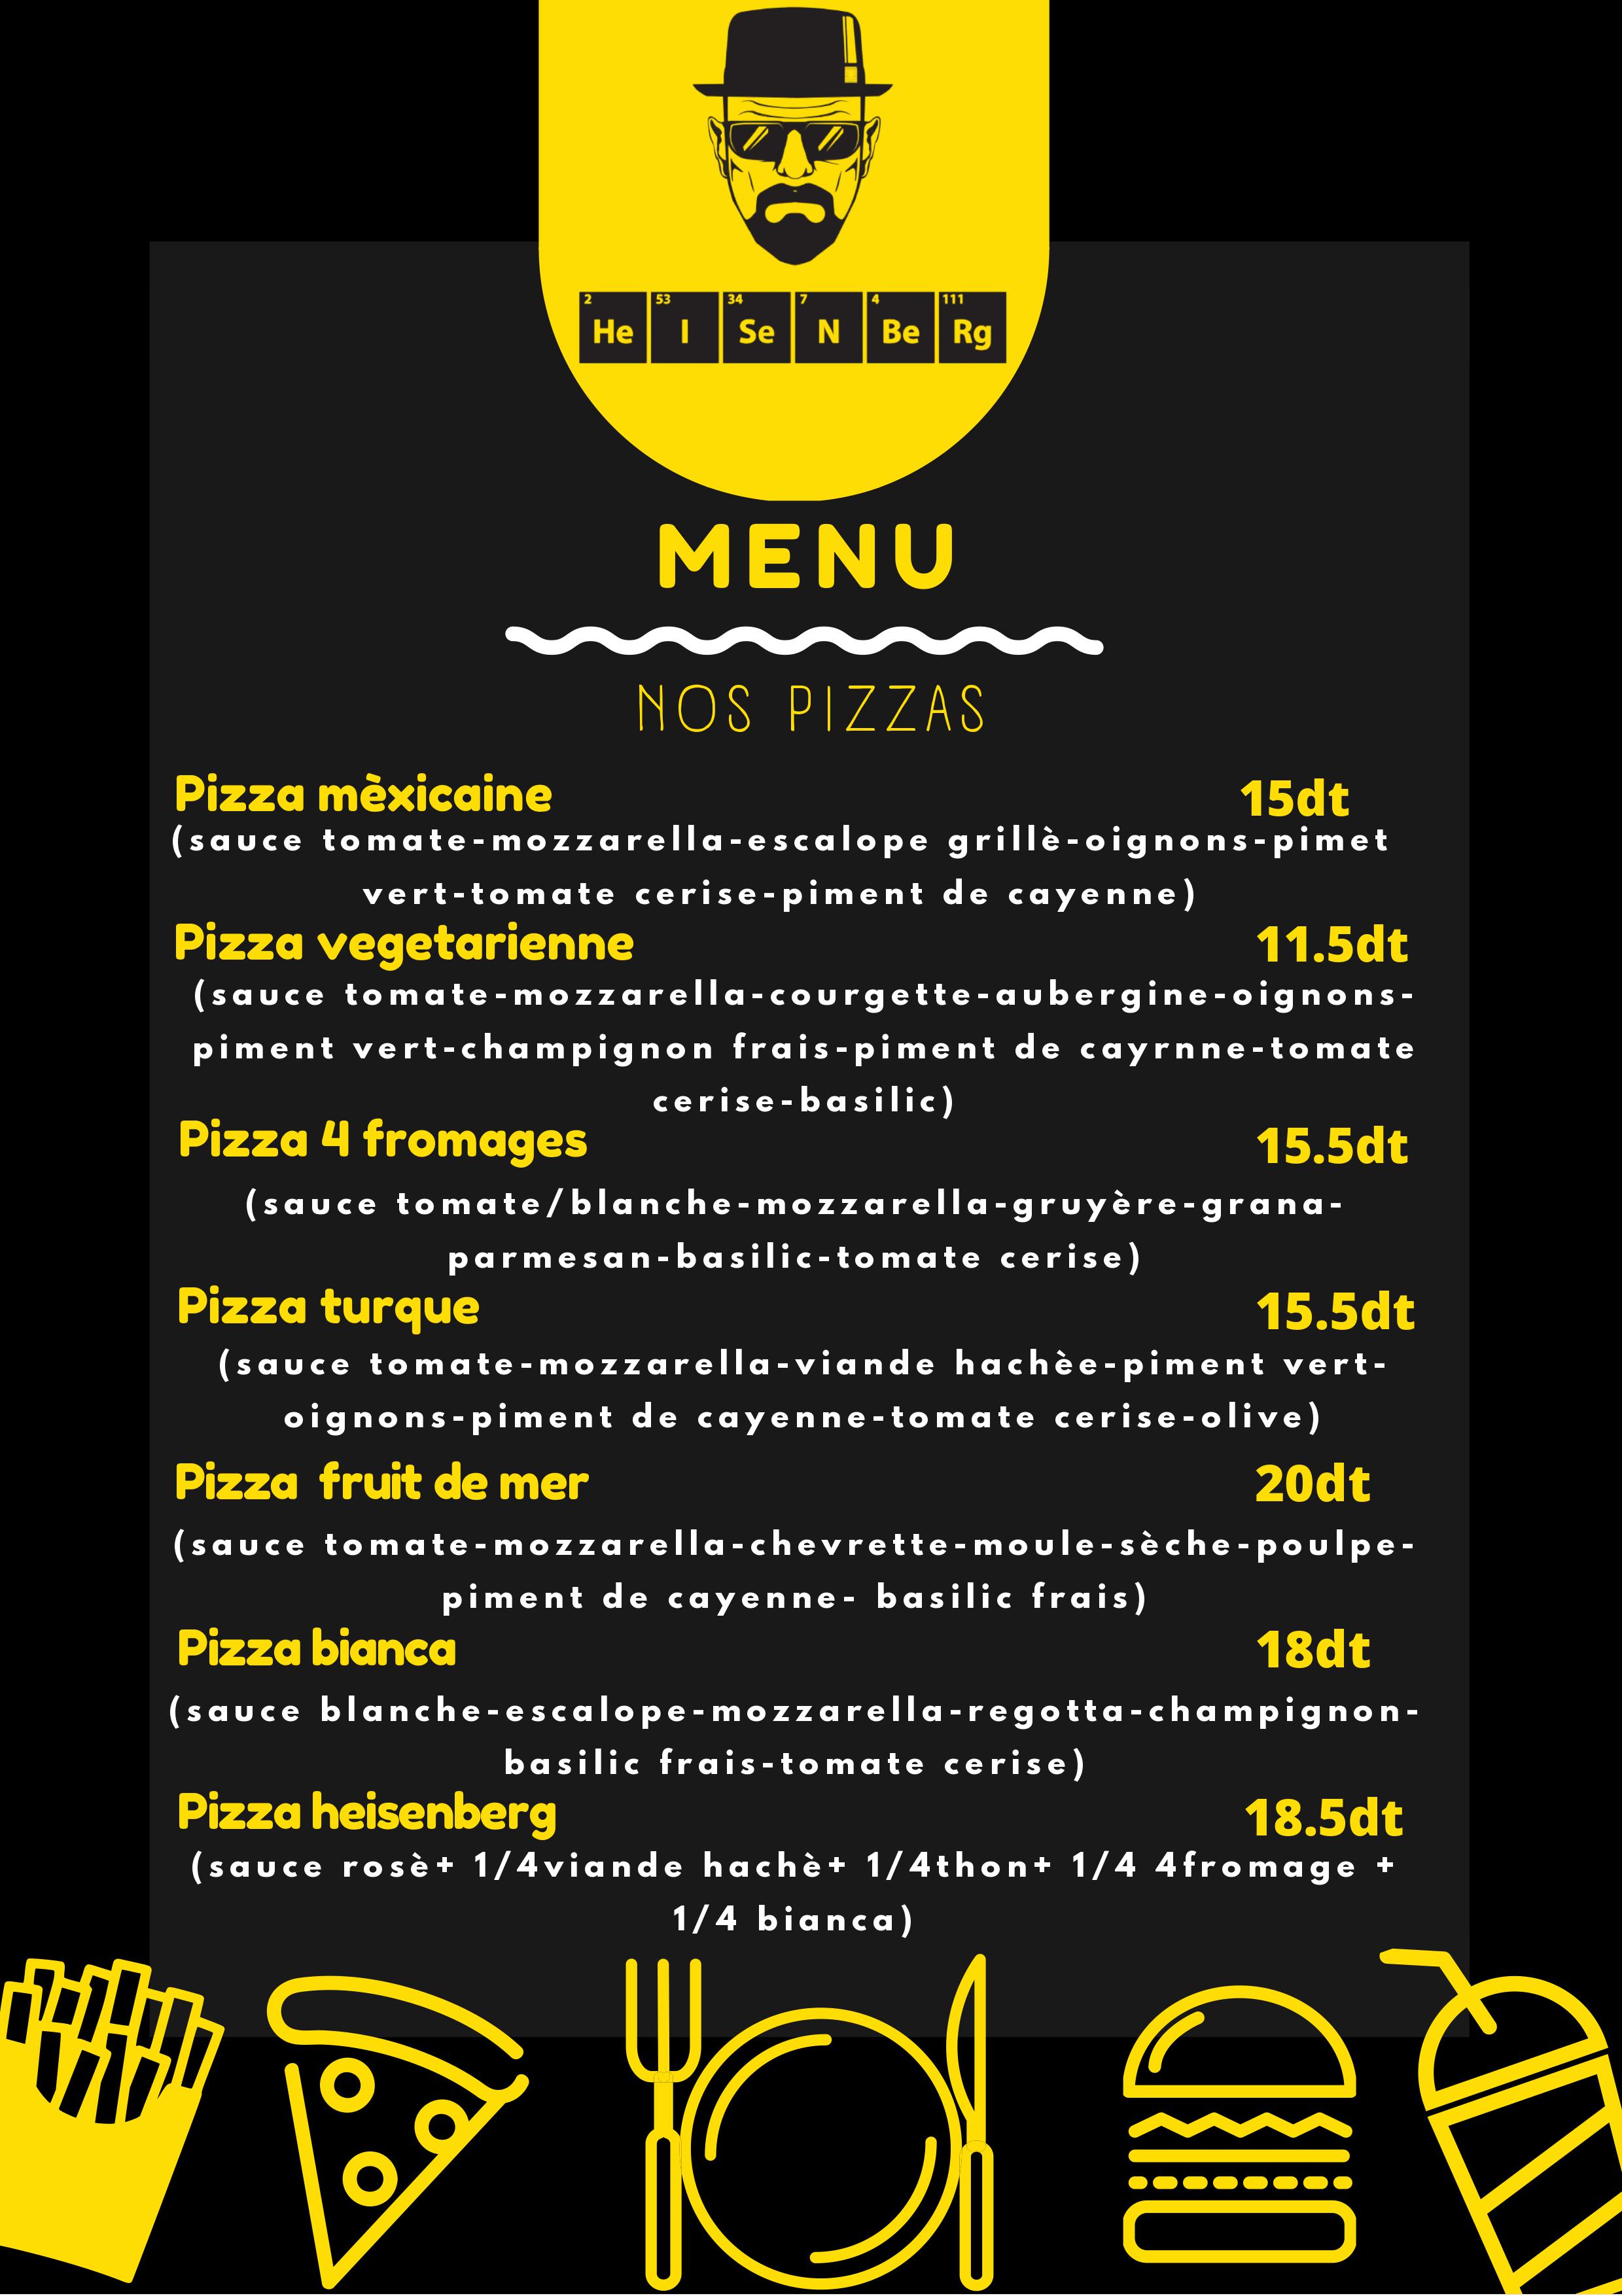 2 53 34 7 4 111
He I Se N Be Rg
MENU
NOS PIZZAS
Pizza mèxicaine 15dt
(sauce tomate-mozzarella-escalope grillè-oignons-pimet
vert-tomate cerise-piment de cayenne)
Pizza vegetarienne 11.5dt
(sauce tomate-mozzarella-courgette-aubergine-oignons-
piment vert-champignon frais-piment de cayrnne-tomate
cerise-basilic)
Pizza 4 fromages 15.5dt
(sauce tomate/blanche-mozzarella-gruyère-grana-
parmesan-basilic-tomate cerise)
Pizza turque 15.5dt
(sauce tomate-mozzarella-viande hachèe-piment vert-
oignons-piment de cayenne-tomate cerise-olive)
Pizza fruit de mer 20dt
(sauce tomate-mozzarella-chevrette-moule-sèche-poulpe-
piment de cayenne- basilic frais)
Pizza bianca 18dt
(sauce blanche-escalope-mozzarella-regotta-champignon-
basilic frais-tomate cerise)
Pizza heisenberg 18.5dt
(sauce rosè+ 1/4viande hachè+ 1/4thon+ 1/4 4fromage +
1/4 bianca)